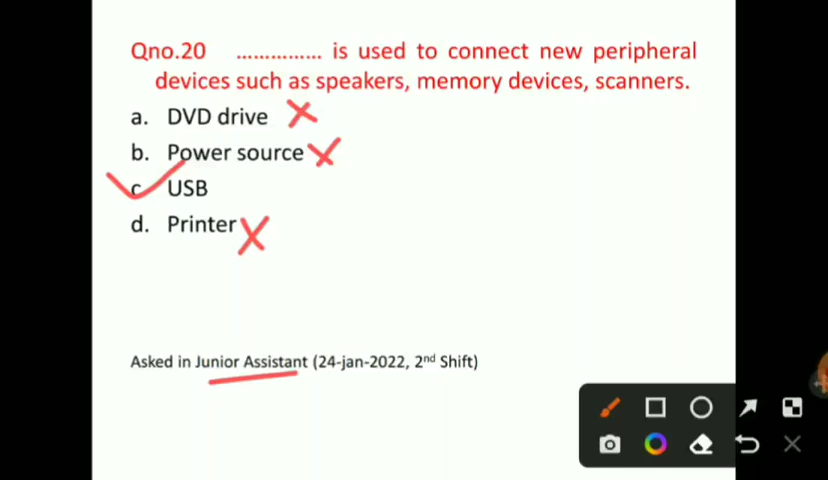 Qno.20 ............... is used to connect new peripheral
devices such as speakers, memory devices, scanners.
a. DVD drive
b. Power source
c USB
d. Printer
Asked in Junior Assistant (24-jan-2022, 2nd Shift)